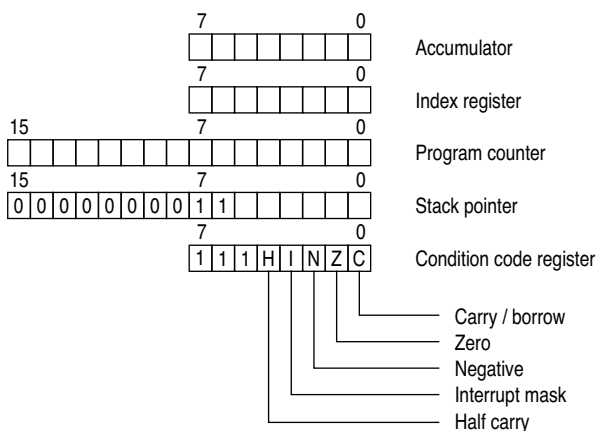 7 0
Accumulator
7 0
Index register
15 7 0
Program counter
15 7 0
0 0 0 0 0 0 0 0 1 1
Stack pointer
7 0
1 1 1 H I N Z C
Condition code register
Carry / borrow
Zero
Negative
Interrupt mask
Half carry